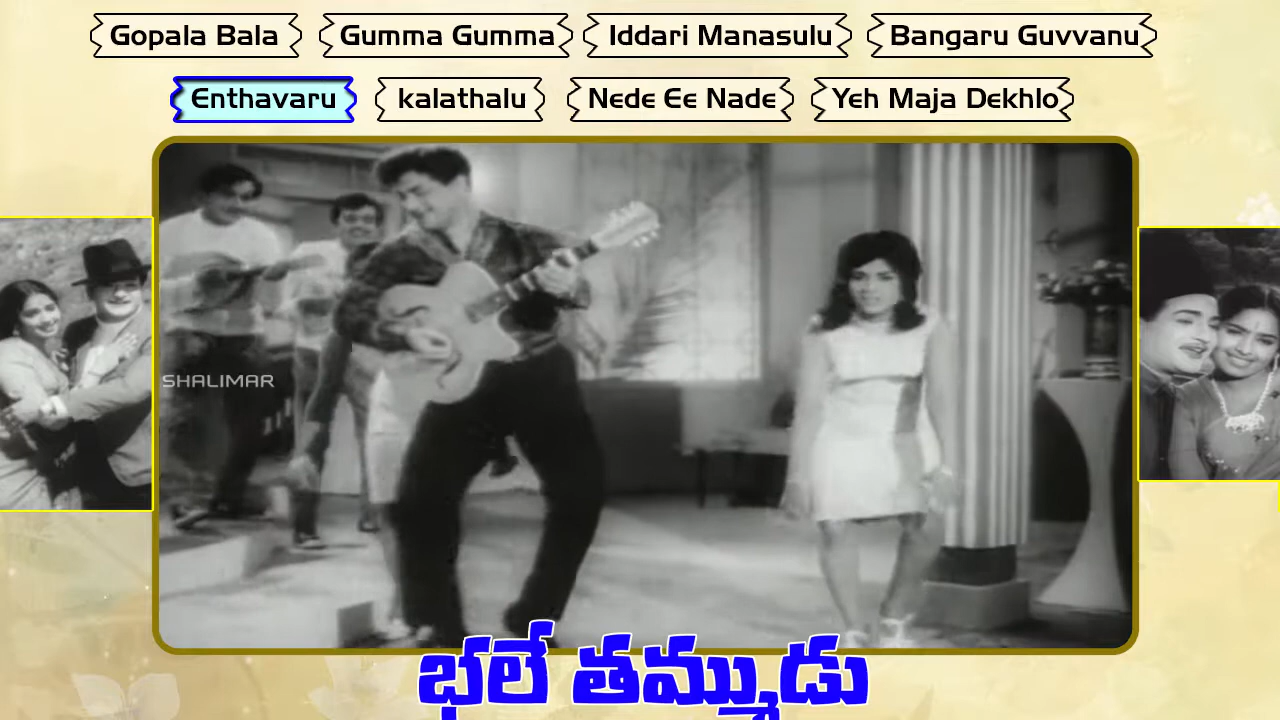 Gopala Bala Gumma Gumma Iddari Manasulu Bangaru Guvvanu
Enthavaru kalathalu Nede Ee Nade Yeh Maja Dekhlo
SHALIMAR
భలే తమ్ముడు